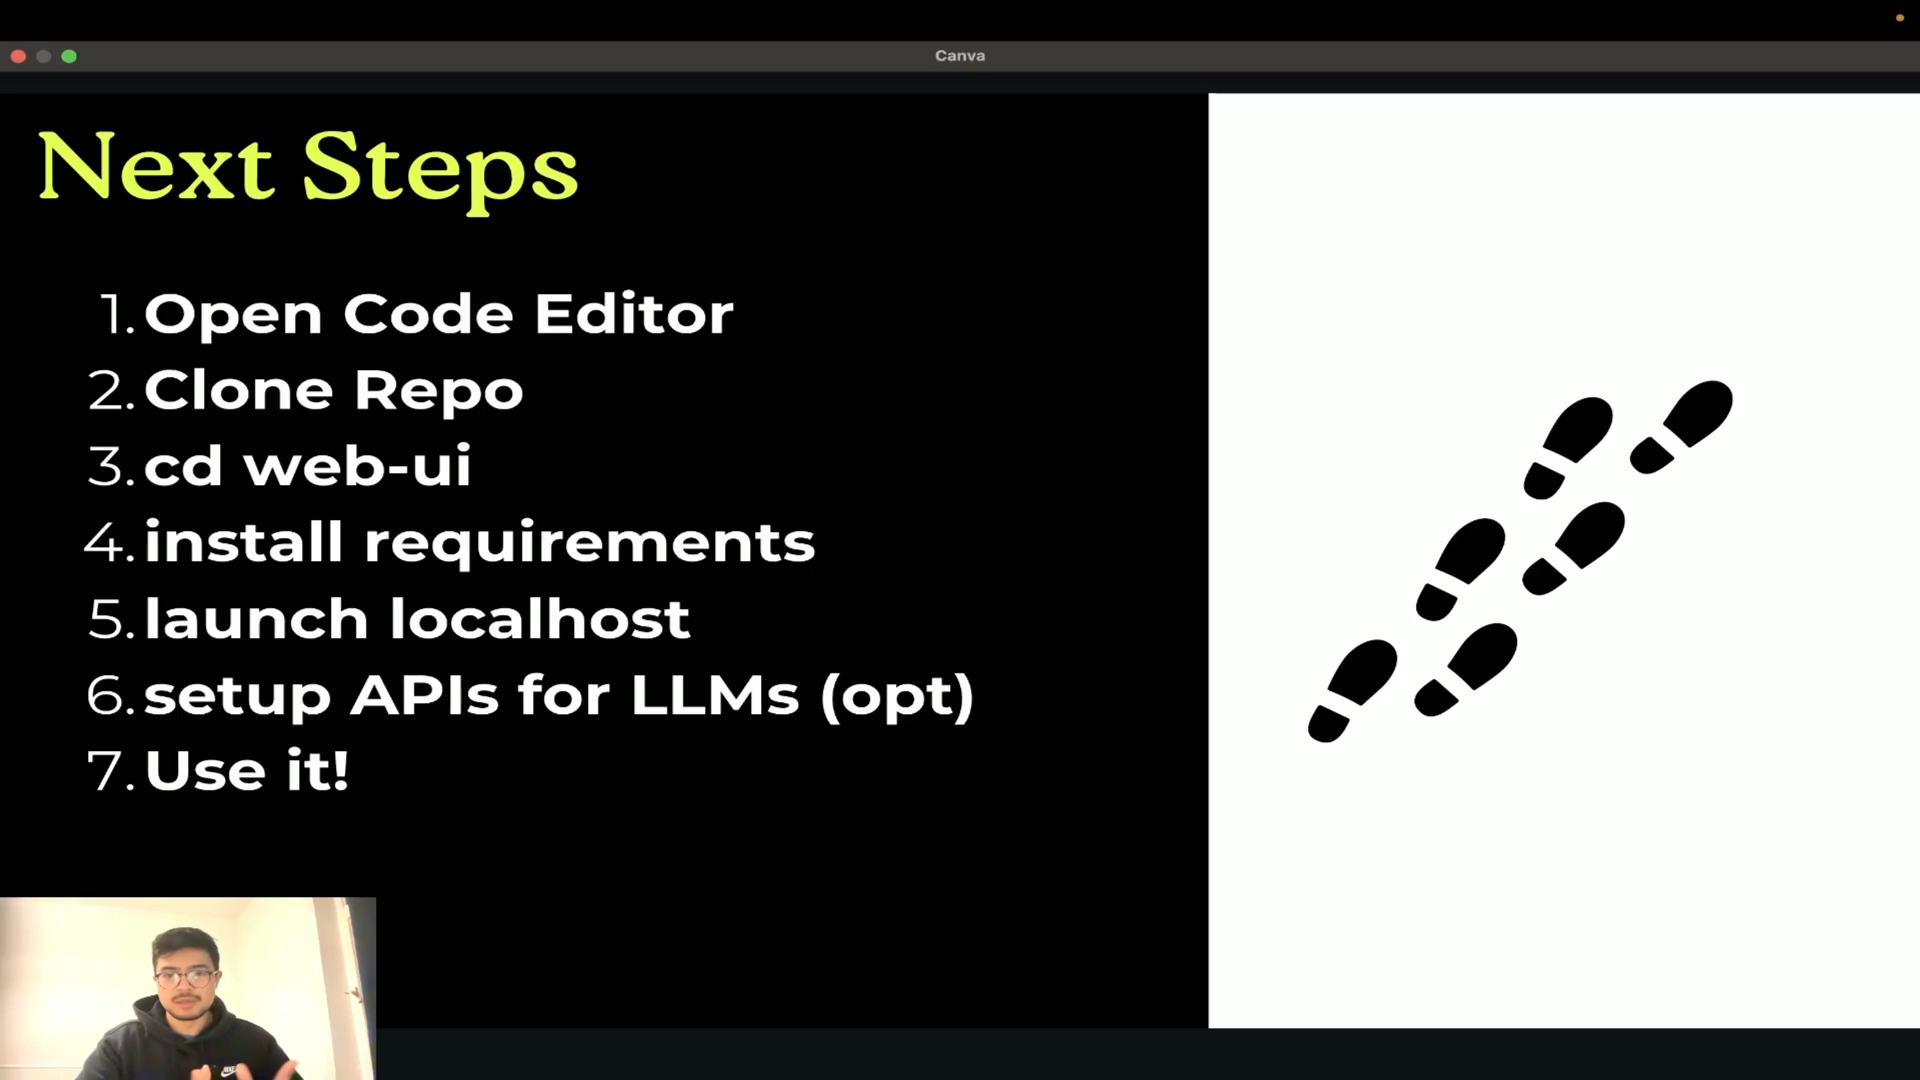 Canva
Next Steps
1. Open Code Editor
2. Clone Repo
3. cd web-ui
4. install requirements
5. launch localhost
6. setup APIs for LLMs (opt)
7. Use it!